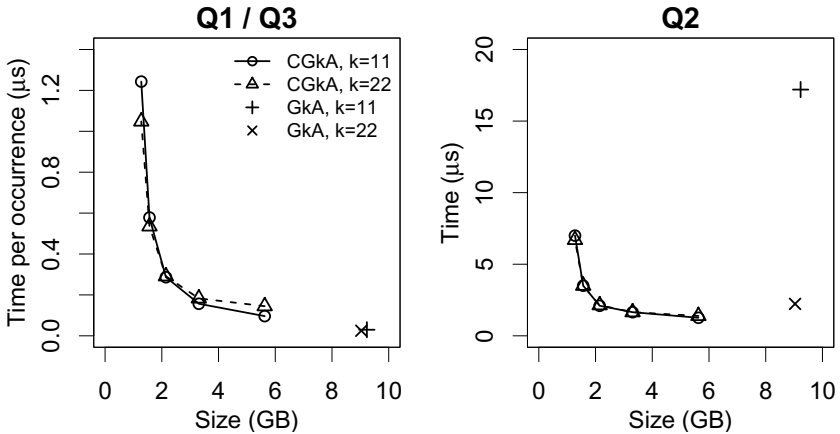 Q1 / Q3
Time per occurrence (μs)
0.0
0.4
0.8
1.2
CGkA, k=11
CGkA, k=22
GkA, k=11
GkA, k=22
0 2 4 6 8 10
Size (GB)
Q2
Time (μs)
0
5
10
15
20
0 2 4 6 8 10
Size (GB)